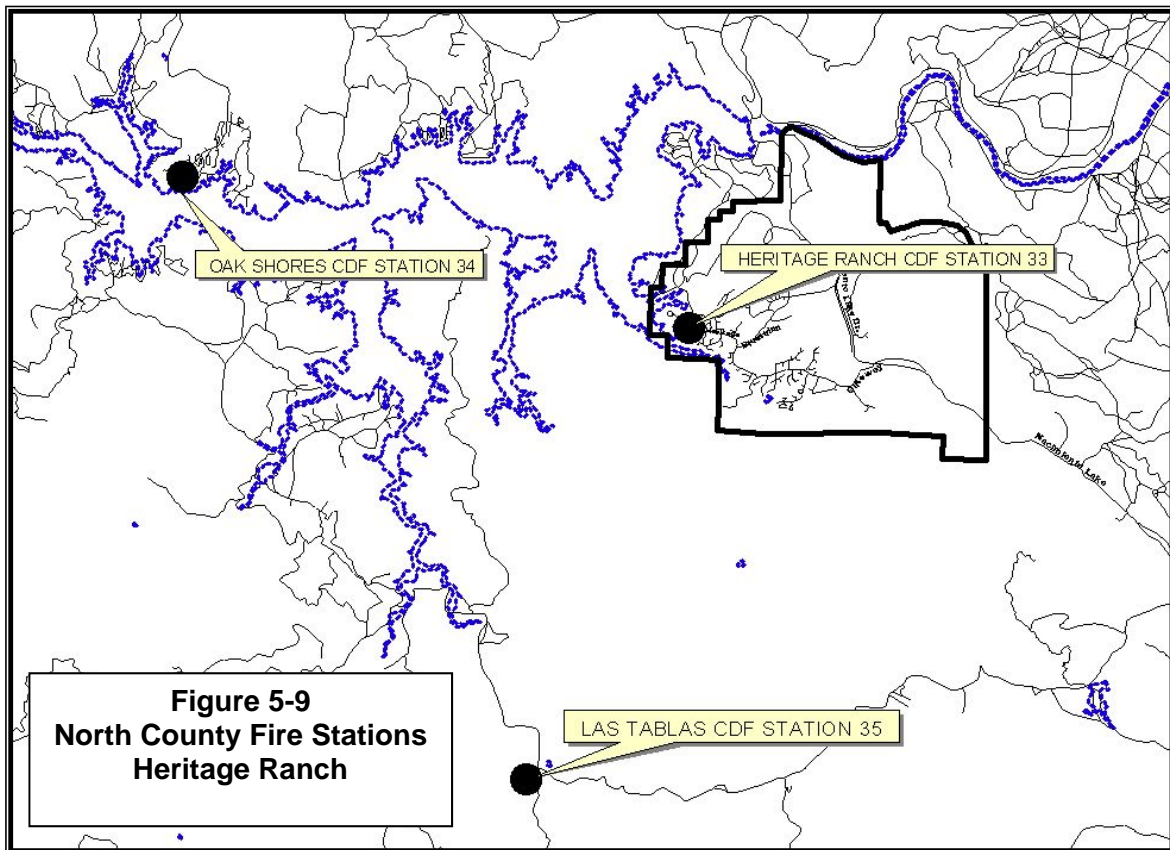 OAK SHORES CDF STATION 34
HERITAGE RANCH CDF STATION 33
Lake
LAS TABLAS CDF STATION 35
Figure 5-9
North County Fire Stations
Heritage Ranch